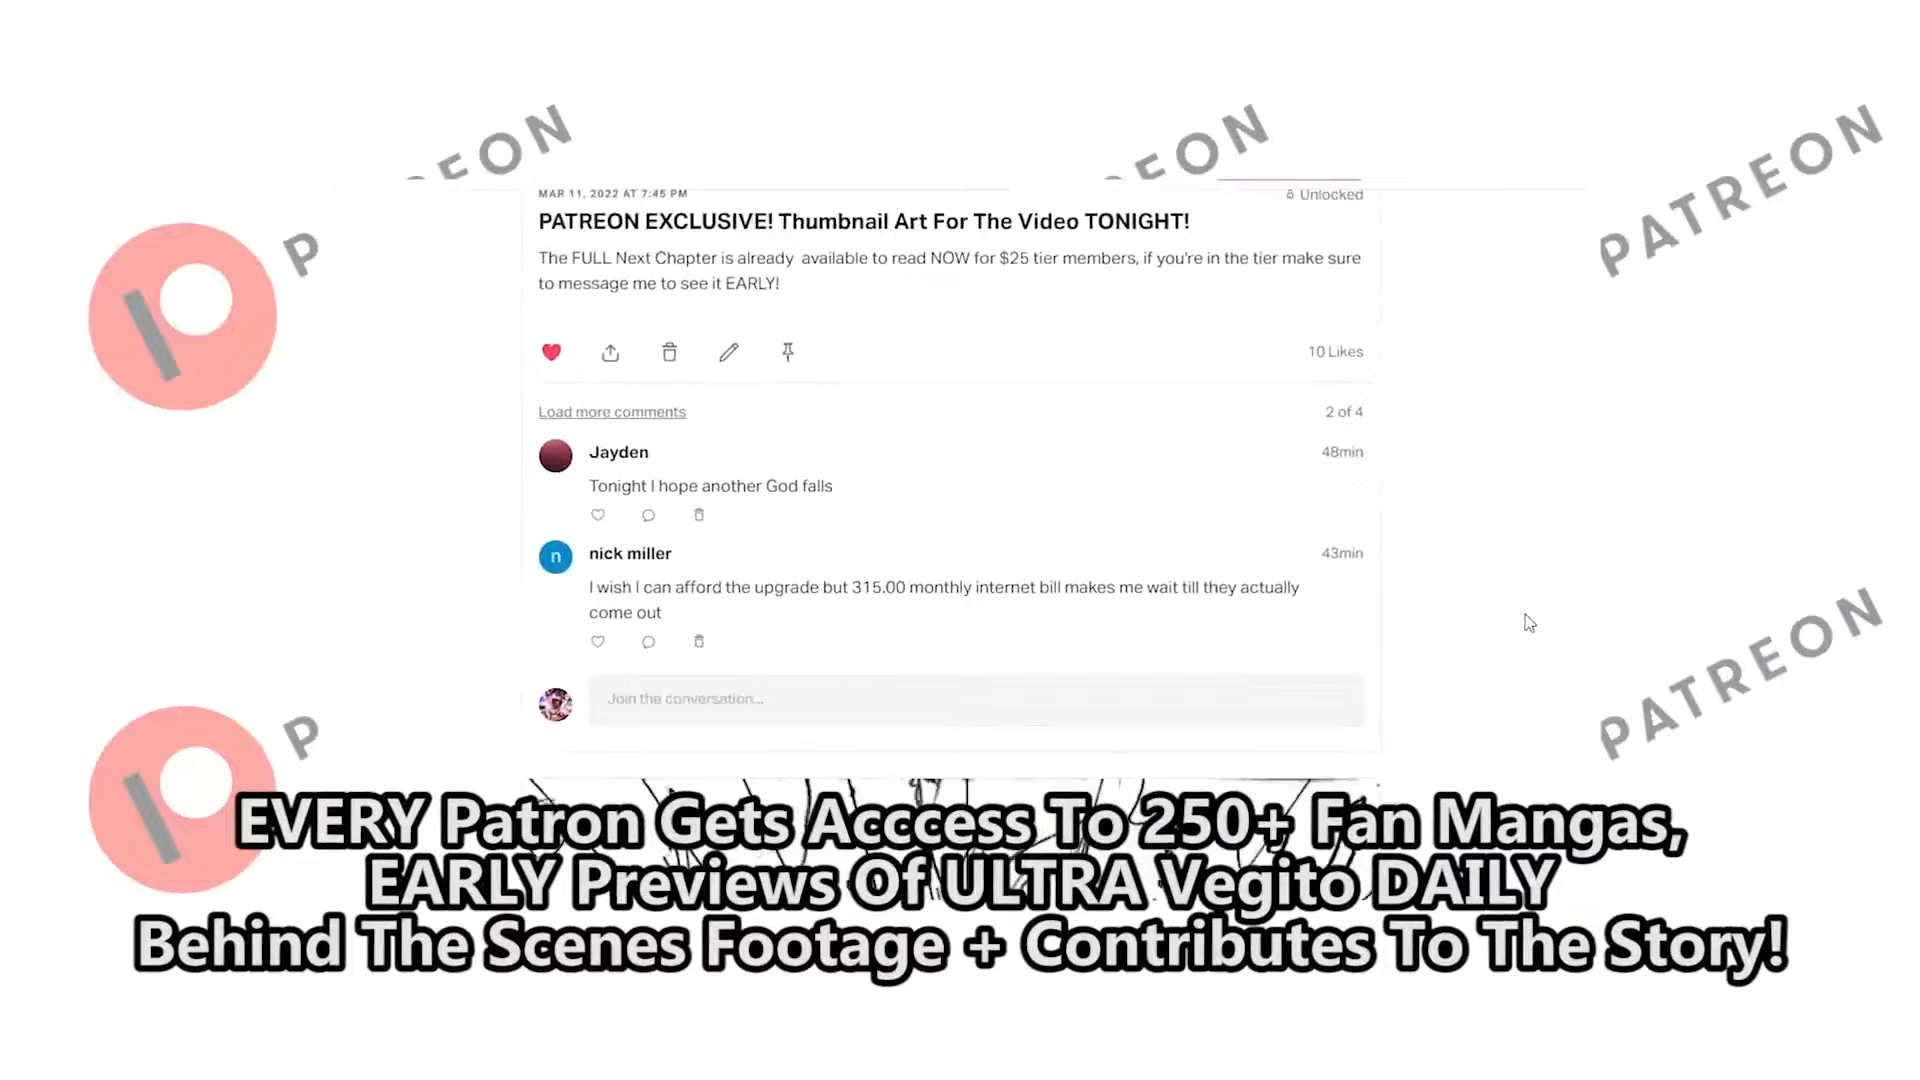 PATREON
PATREON
PATREON
MAR 11, 2022 AT 7:45 PM
Unlocked
PATREON EXCLUSIVE! Thumbnail Art For The Video TONIGHT!
The FULL Next Chapter is already available to read NOW for $25 tier members, if you're in the tier make sure
to message me to see it EARLY!
10 Likes
Load more comments
2 of 4
Jayden
48min
Tonight I hope another God falls
n
nick miller
43min
I wish I can afford the upgrade but 315.00 monthly internet bill makes me wait till they actually
come out
Join the conversation...
PATREON
EVERY Patron Gets Acccess To 250+ Fan Mangas,
EARLY Previews Of ULTRA Vegito DAILY
Behind The Scenes Footage + Contributes To The Story!